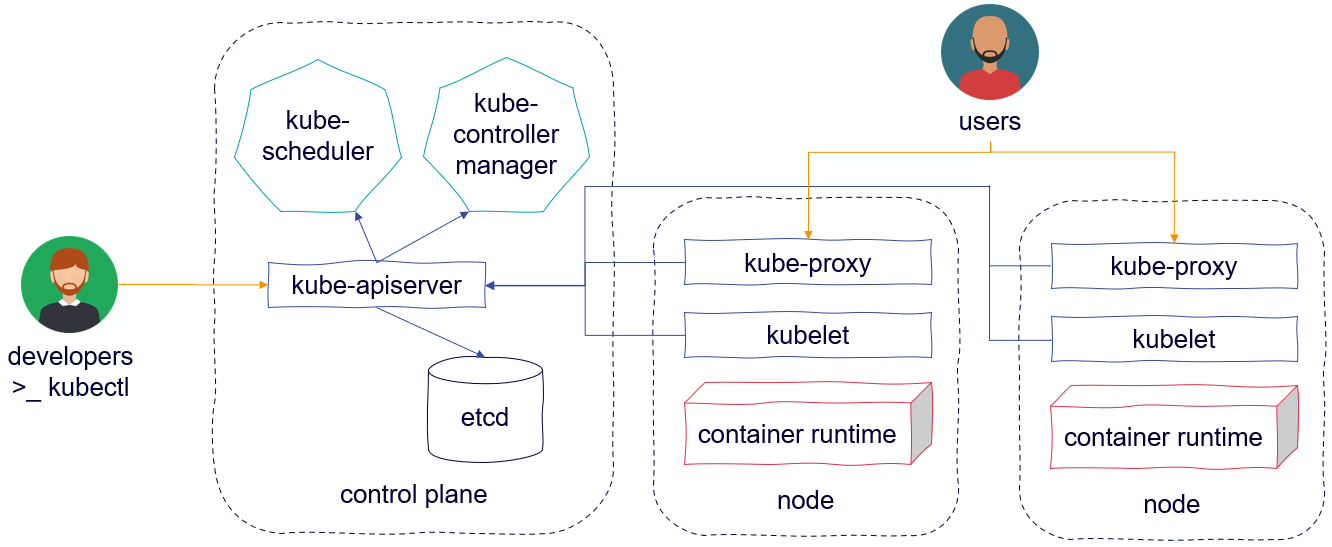 kube-
scheduler
kube-
controller
manager
users
kube-apiserver
developers
>_ kubectl
etcd
control plane
kube-proxy
kubelet
container runtime
node
kube-proxy
kubelet
container runtime
node